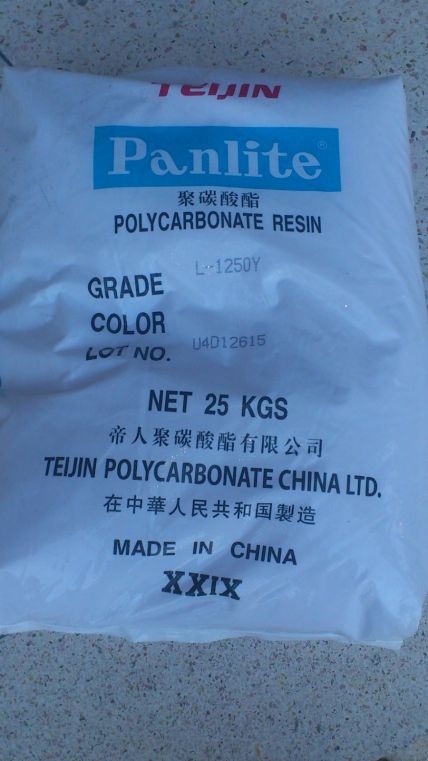 TEIJIN
Panlite®
聚碳酸酯
POLYCARBONATE RESIN
GRADE L-1250Y
COLOR
LOT NO. U4D12615
NET 25 KGS
帝人聚碳酸酯有限公司
TEIJIN POLYCARBONATE CHINA LTD.
在中華人民共和国製造
MADE IN CHINA
XXIX